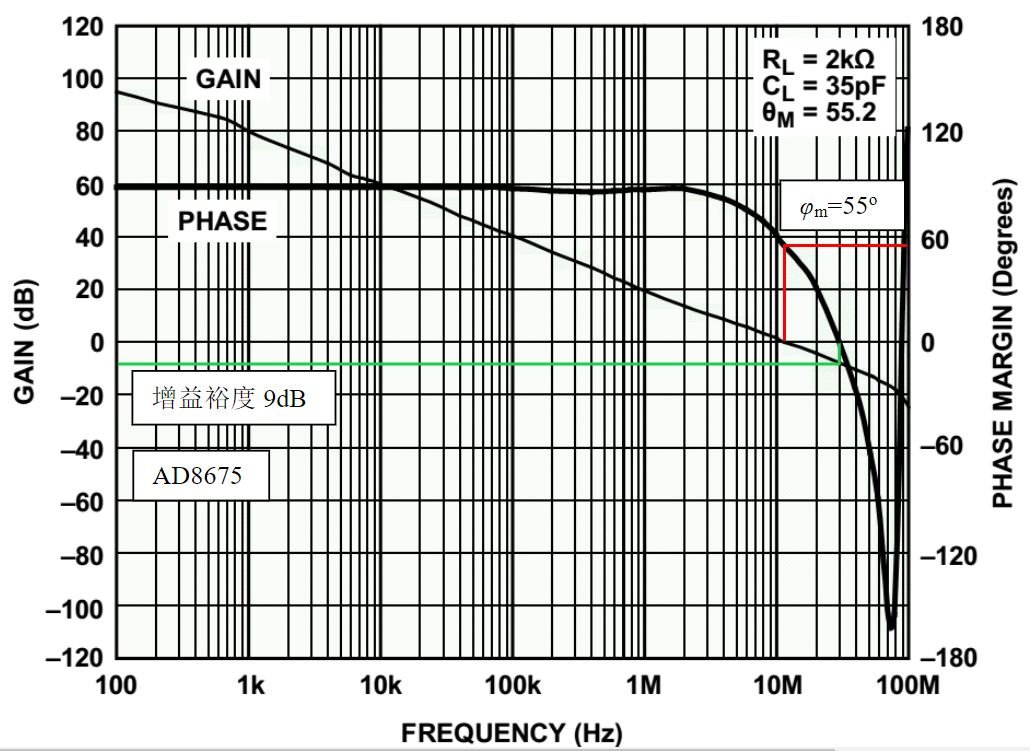 120
100
80
60
40
20
0
–20
–40
–60
–80
–100
–120
GAIN (dB)
GAIN
PHASE
R_L = 2kΩ
C_L = 35pF
θ_M = 55.2
φ_m=55º
增益裕度 9dB
AD8675
180
120
60
0
–60
–120
–180
PHASE MARGIN (Degrees)
100 1k 10k 100k 1M 10M 100M
FREQUENCY (Hz)